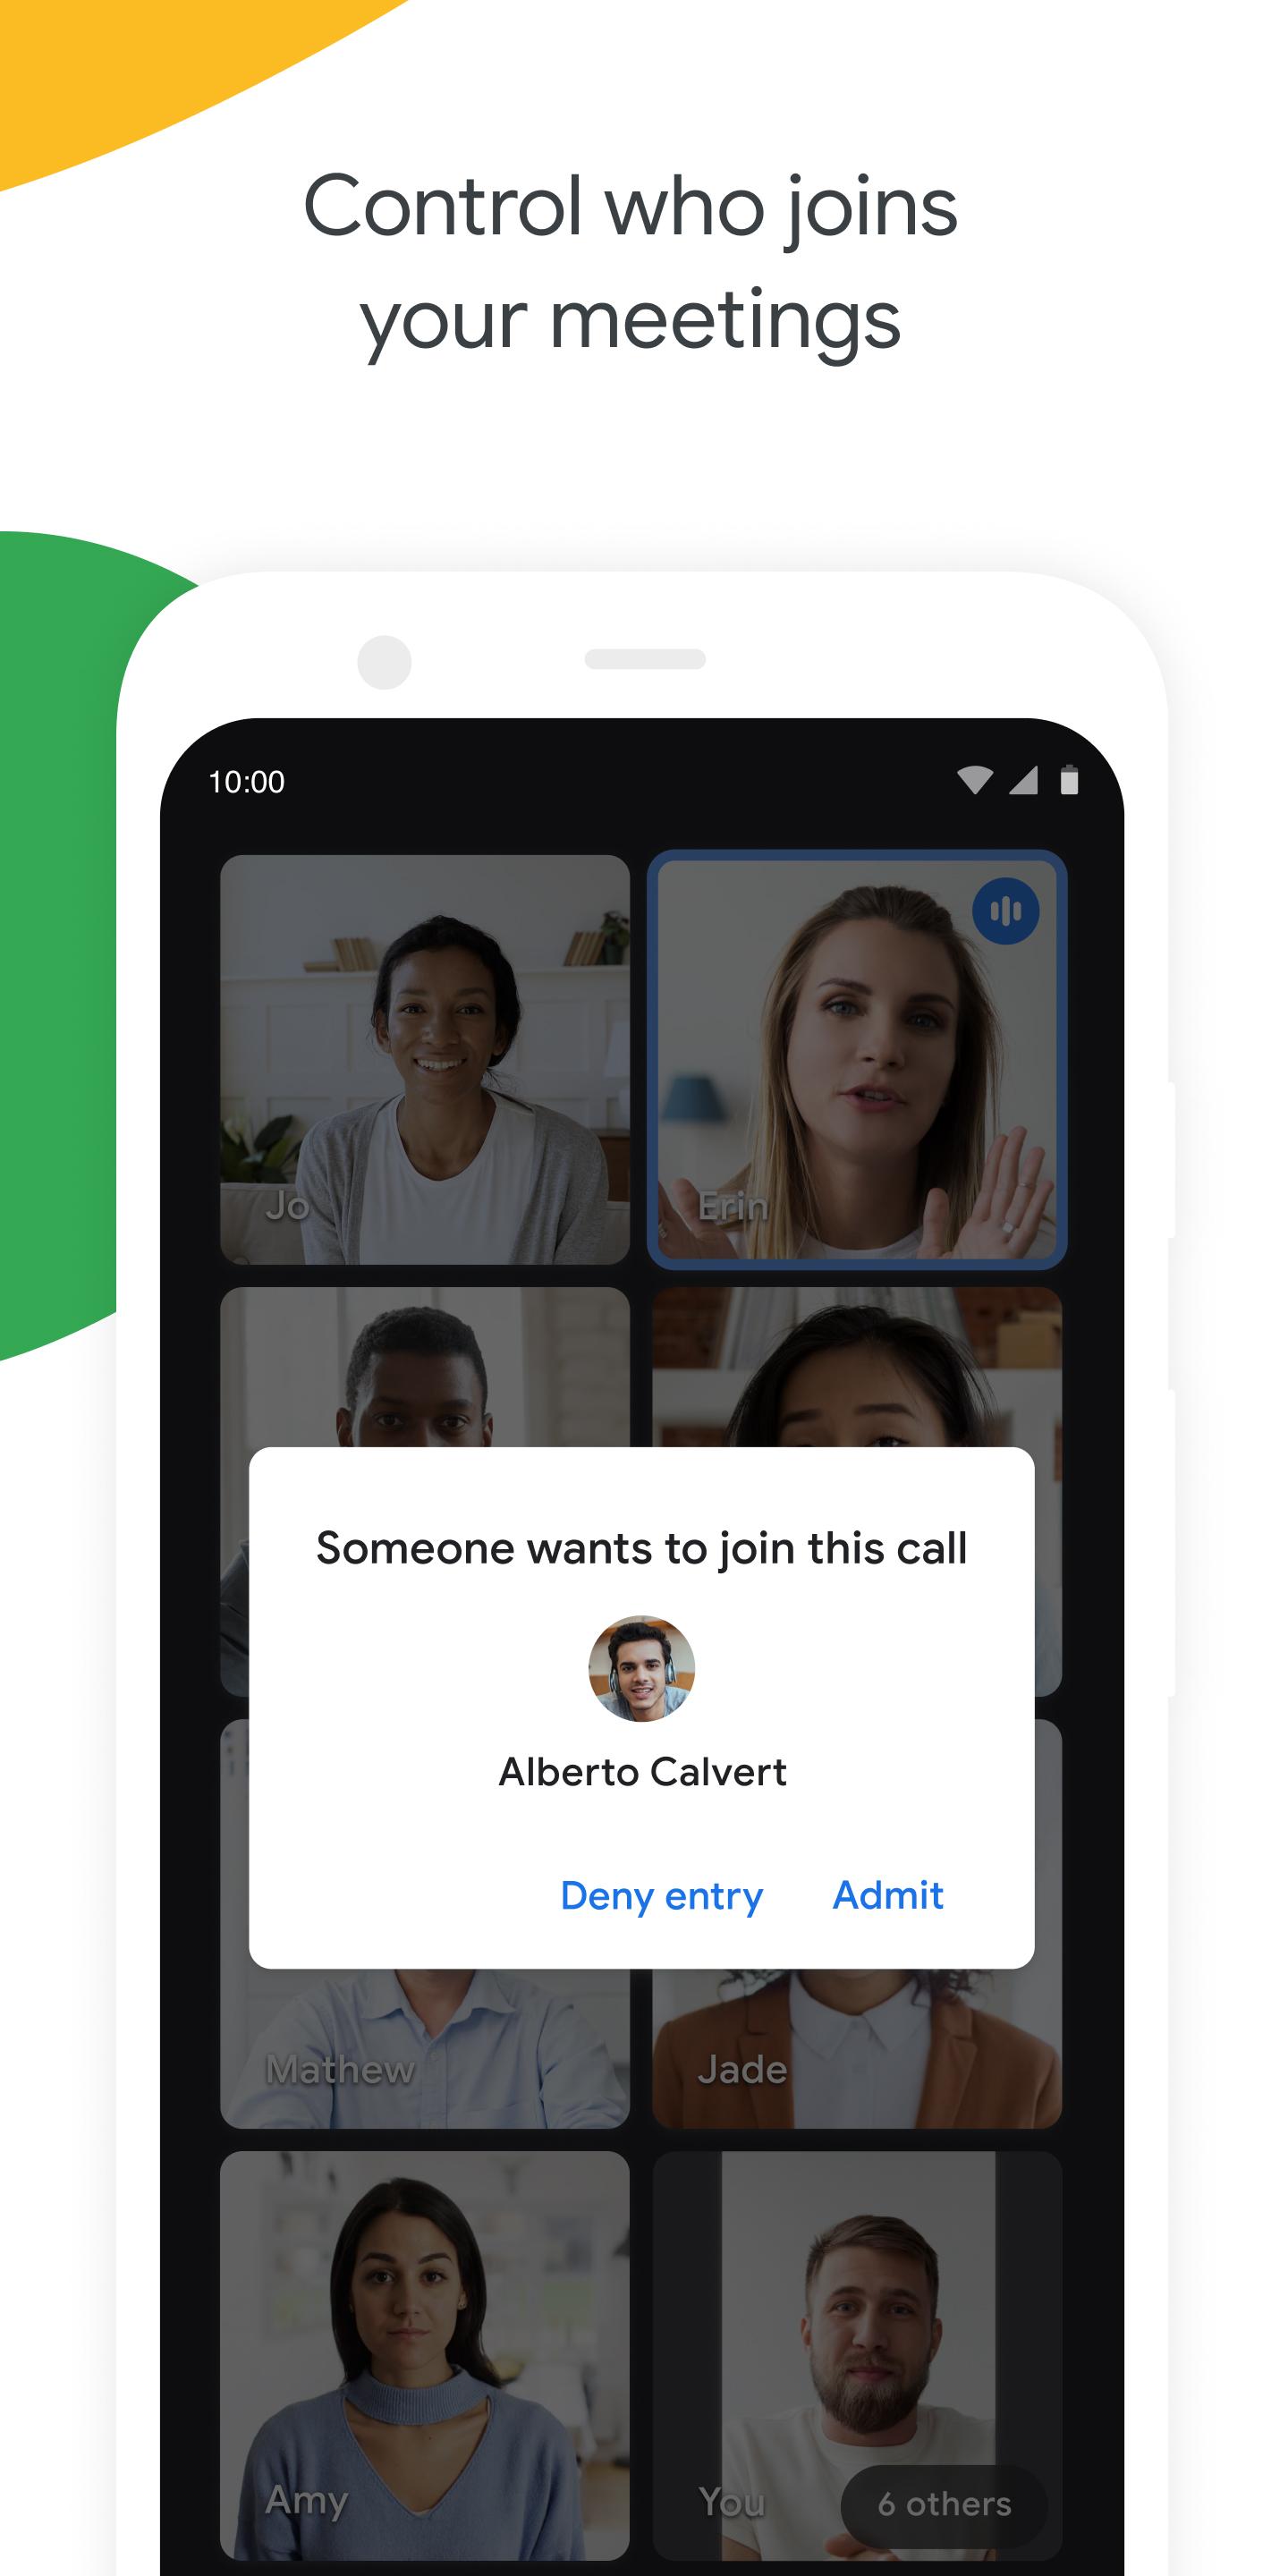 Control who joins
your meetings
10:00
Jo
Erin
Someone wants to join this call
Alberto Calvert
Deny entry
Admit
Mathew
Jade
Amy
You
6 others